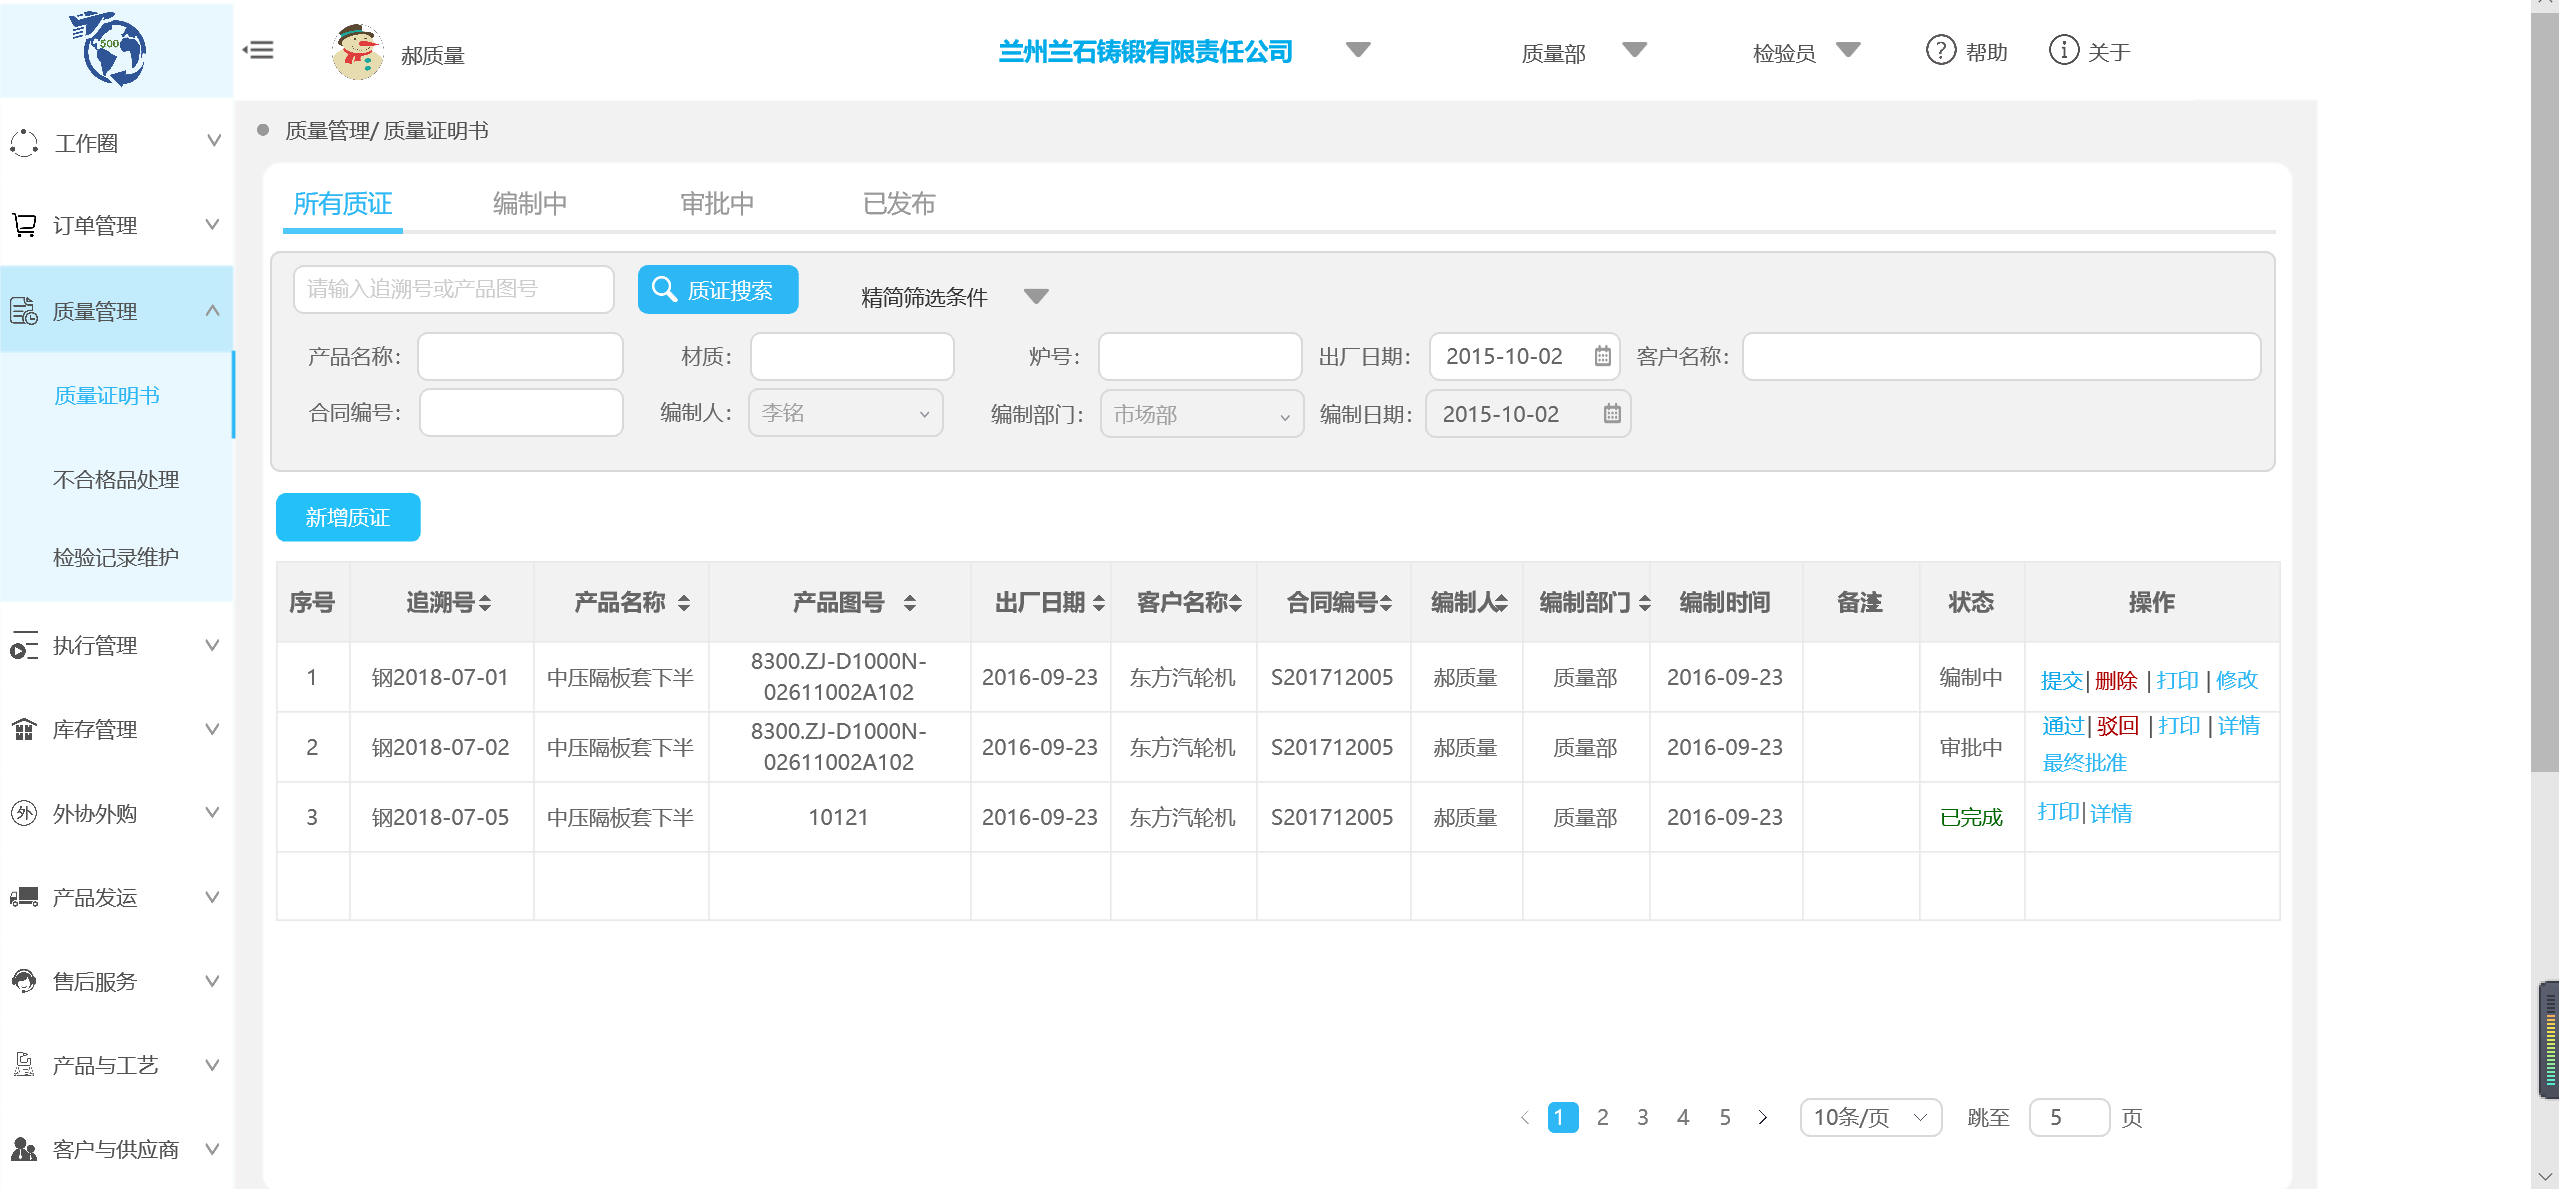 500
郝质量
兰州兰石铸锻有限责任公司
质量部
检验员
帮助
关于
工作圈
订单管理
质量管理
质量证明书
不合格品处理
检验记录维护
执行管理
库存管理
外 外协外购
产品发运
售后服务
产品与工艺
客户与供应商
质量管理/ 质量证明书
所有质证 编制中 审批中 已发布
请输入追溯号或产品图号 质证搜索 精简筛选条件
产品名称： 材质： 炉号： 出厂日期： 2015-10-02 客户名称：
合同编号： 编制人： 李铭 编制部门： 市场部 编制日期： 2015-10-02
新增质证
序号 追溯号 产品名称 产品图号 出厂日期 客户名称 合同编号 编制人 编制部门 编制时间 备注 状态 操作
1 钢2018-07-01 中压隔板套下半 8300.ZJ-D1000N-02611002A102 2016-09-23 东方汽轮机 S201712005 郝质量 质量部 2016-09-23 编制中 提交| 删除 | 打印 | 修改
2 钢2018-07-02 中压隔板套下半 8300.ZJ-D1000N-02611002A102 2016-09-23 东方汽轮机 S201712005 郝质量 质量部 2016-09-23 审批中 通过| 驳回 | 打印 | 详情
最终批准
3 钢2018-07-05 中压隔板套下半 10121 2016-09-23 东方汽轮机 S201712005 郝质量 质量部 2016-09-23 已完成 打印| 详情
< 1 2 3 4 5 > 10条/页 跳至 5 页